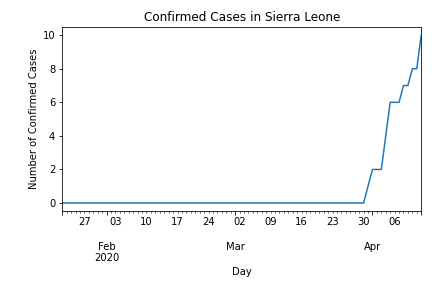 Confirmed Cases in Sierra Leone
10
8
6
4
2
0
Number of Confirmed Cases
27 03 10 17 24 02 09 16 23 30 06
Feb Mar Apr
2020
Day